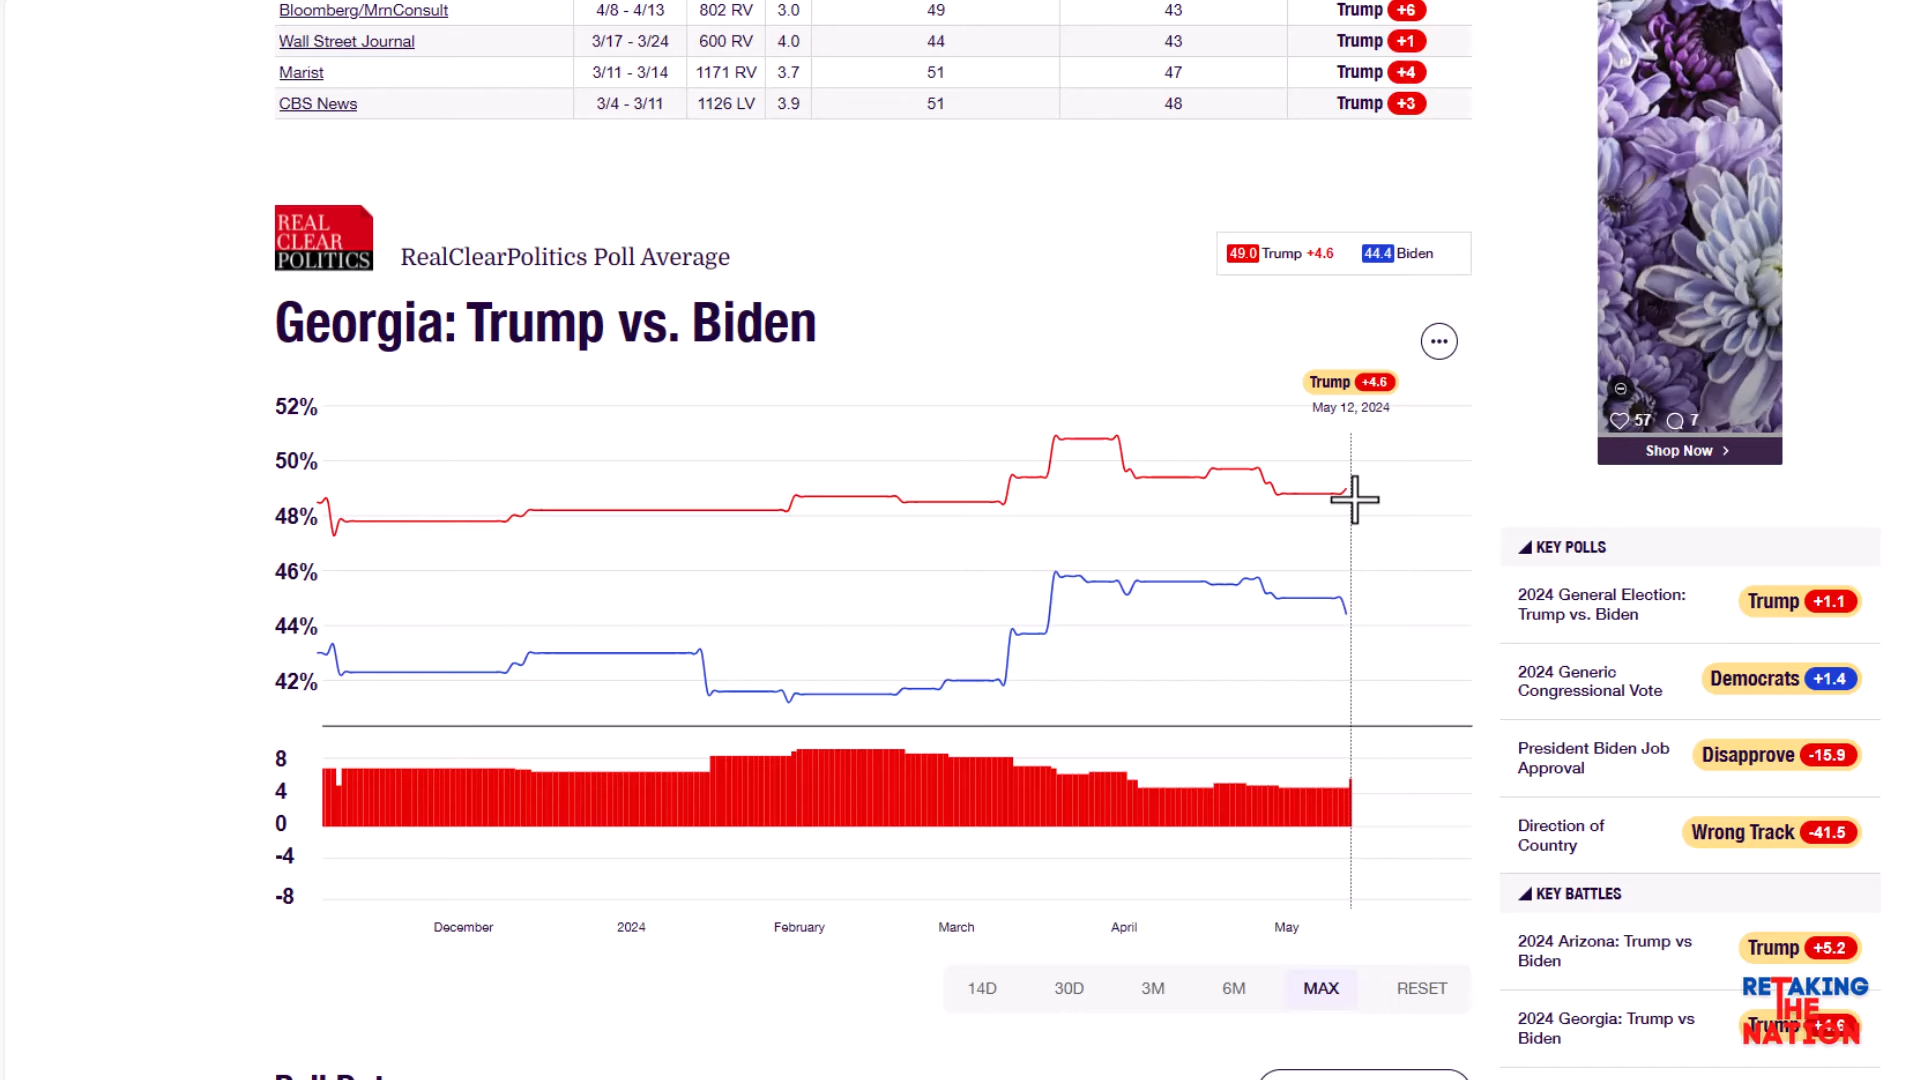 Bloomberg/MrnConsult 4/8 - 4/13 802 RV 3.0 49 43 Trump +6
Wall Street Journal 3/17 - 3/24 600 RV 4.0 44 43 Trump +1
Marist 3/11 - 3/14 1171 RV 3.7 51 47 Trump +4
CBS News 3/4 - 3/11 1126 LV 3.9 51 48 Trump +3
REAL
CLEAR
POLITICS
RealClearPolitics Poll Average
49.0 Trump +4.6 44.4 Biden
Georgia: Trump vs. Biden
Trump +4.6
May 12, 2024
52%
50%
48%
46%
44%
42%
8
4
0
-4
-8
December 2024 February March April May
14D 30D 3M 6M MAX RESET
57 7
Shop Now
KEY POLLS
2024 General Election:
Trump vs. Biden
Trump +1.1
2024 Generic
Congressional Vote
Democrats +1.4
President Biden Job
Approval
Disapprove -15.9
Direction of
Country
Wrong Track -41.5
KEY BATTLES
2024 Arizona: Trump vs
Biden
Trump +5.2
2024 Georgia: Trump vs
Biden
Trump +4.6
RETAKING
THE
NATION